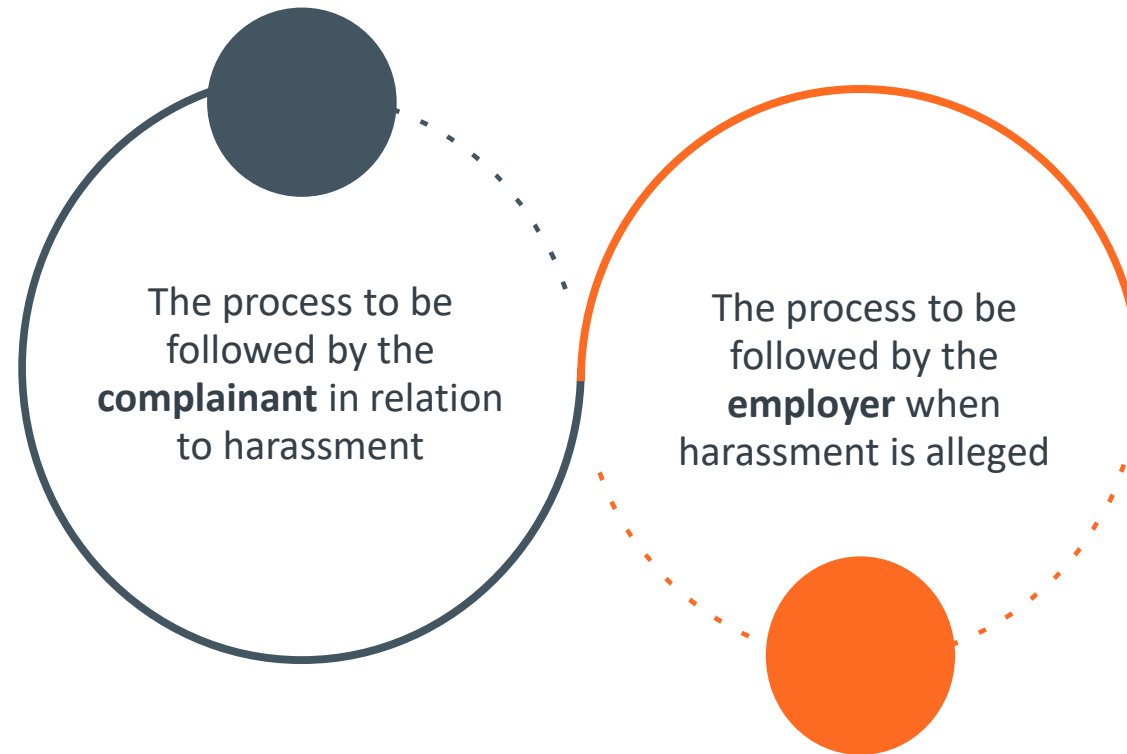 The process to be
followed by the
complainant in relation
to harassment
The process to be
followed by the
employer when
harassment is alleged